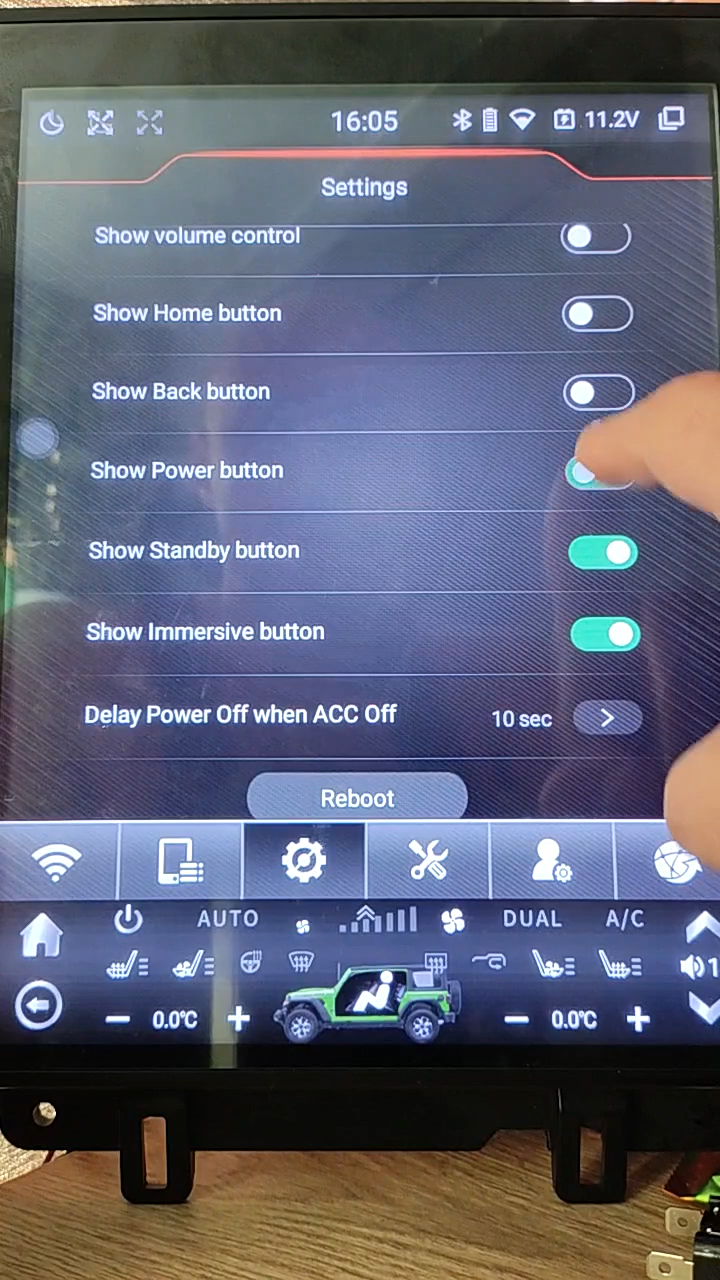 16:05 11.2V
Settings
Show volume control
Show Home button
Show Back button
Show Power button
Show Standby button
Show Immersive button
Delay Power Off when ACC Off 10 sec
Reboot
AUTO DUAL A/C
1
0.0℃ 0.0℃